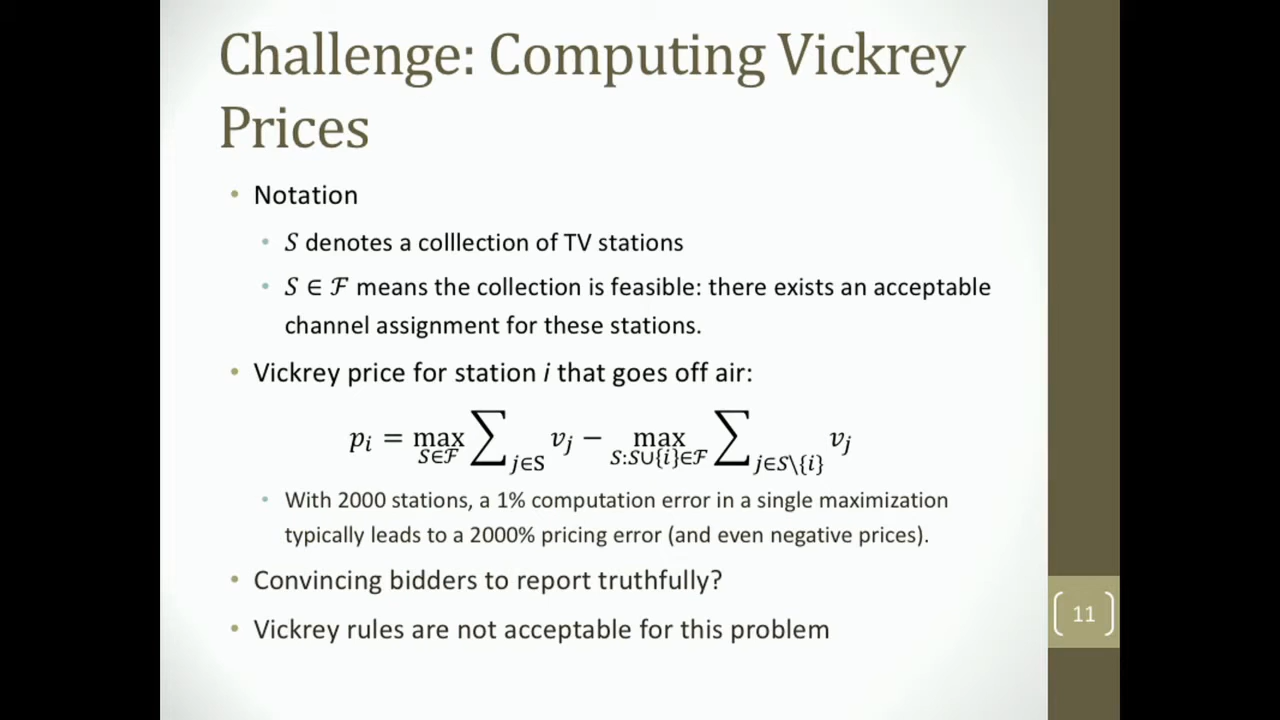 Challenge: Computing Vickrey
Prices
• Notation
• S denotes a colllection of TV stations
• S ∈ ℱ means the collection is feasible: there exists an acceptable
channel assignment for these stations.
• Vickrey price for station i that goes off air:
p_i = max_{S∈ℱ} ∑_{j∈S} v_j − max_{S:S∪{i}∈ℱ} ∑_{j∈S\{i}} v_j
• With 2000 stations, a 1% computation error in a single maximization
typically leads to a 2000% pricing error (and even negative prices).
• Convincing bidders to report truthfully?
• Vickrey rules are not acceptable for this problem
11